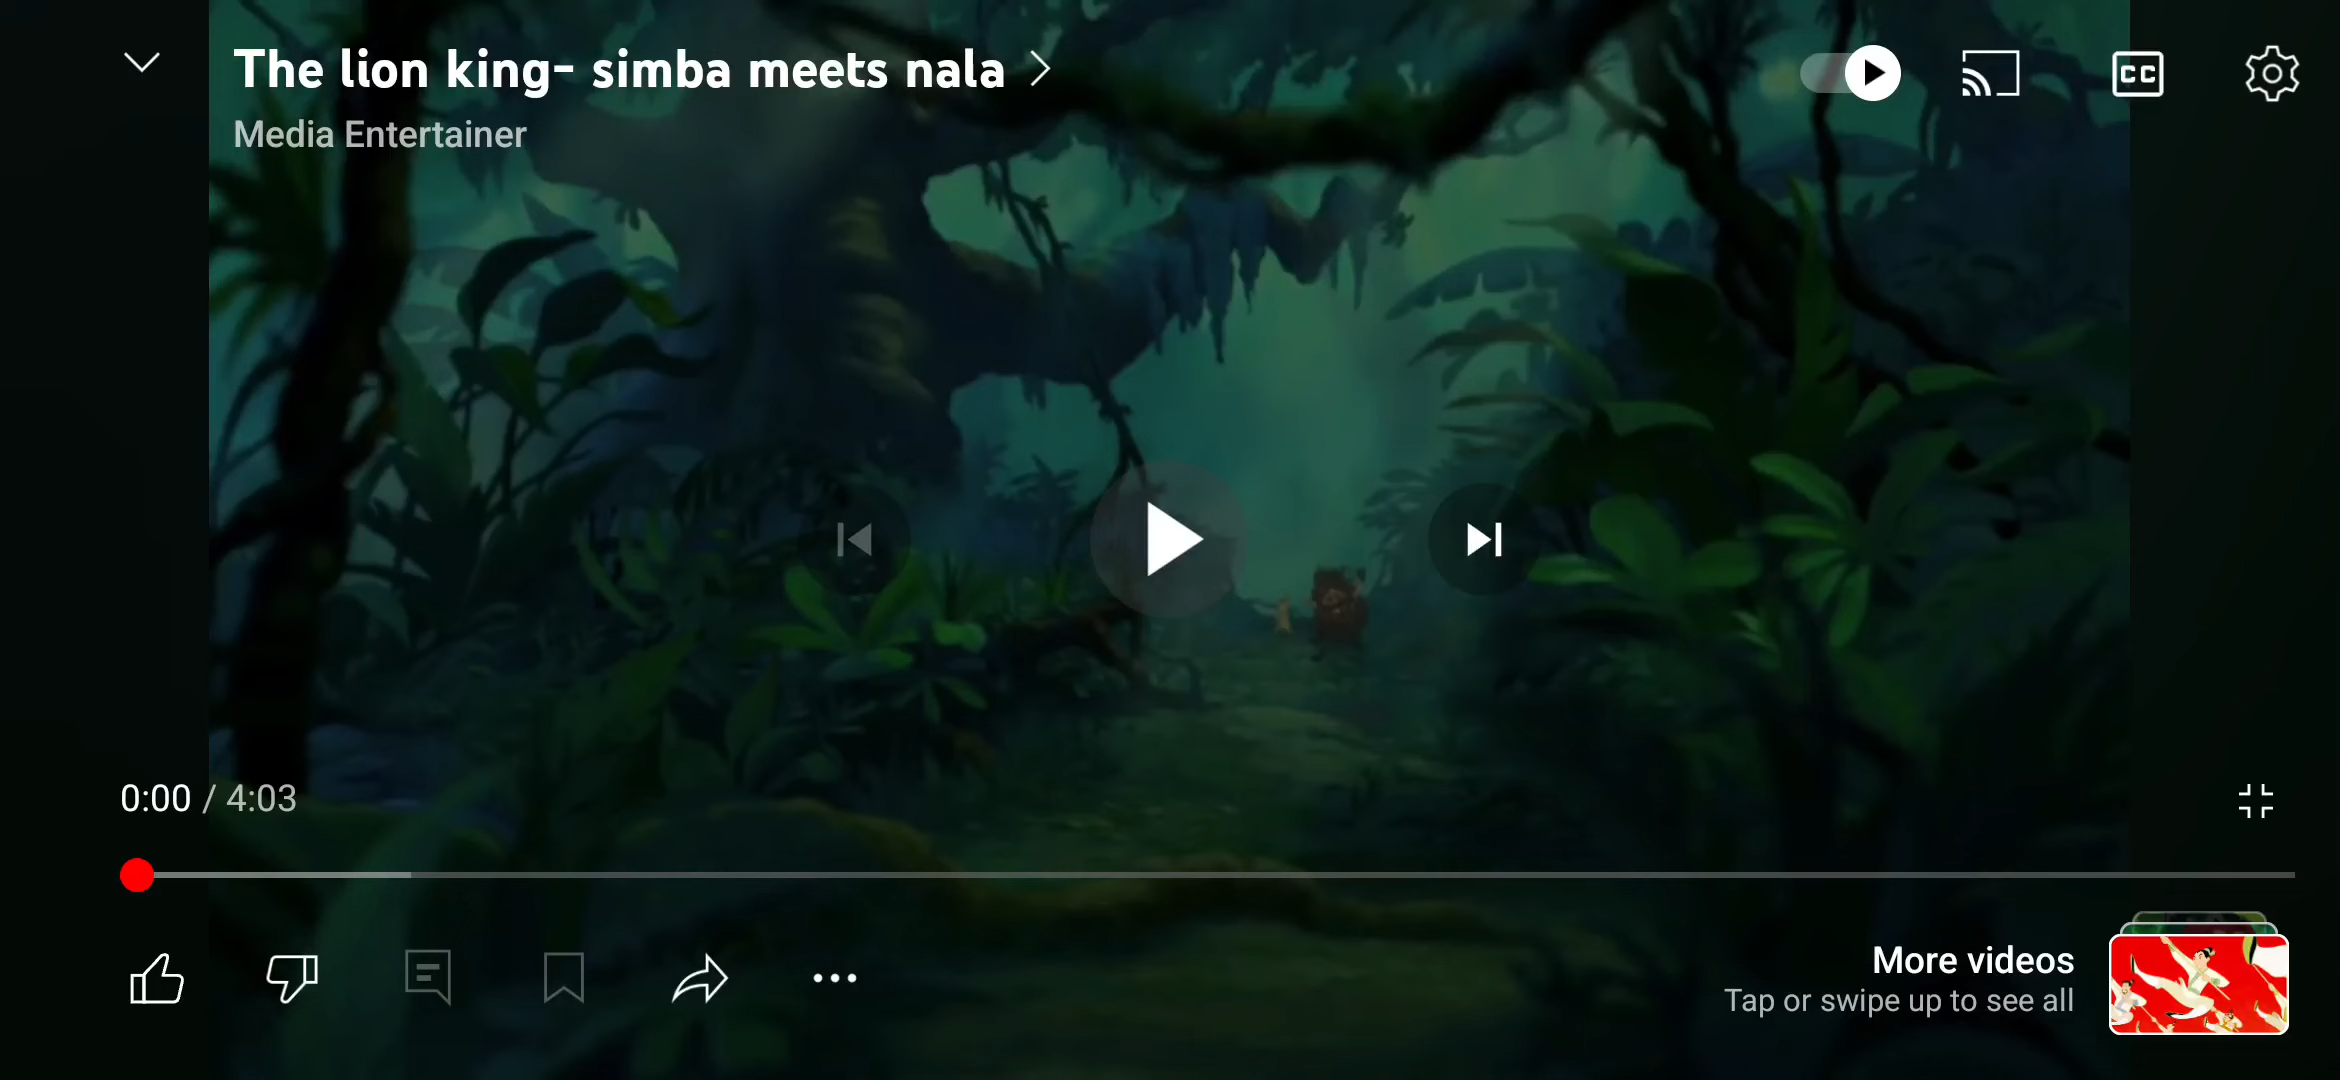 The lion king- simba meets nala
Media Entertainer
CC
0:00 / 4:03
More videos
Tap or swipe up to see all